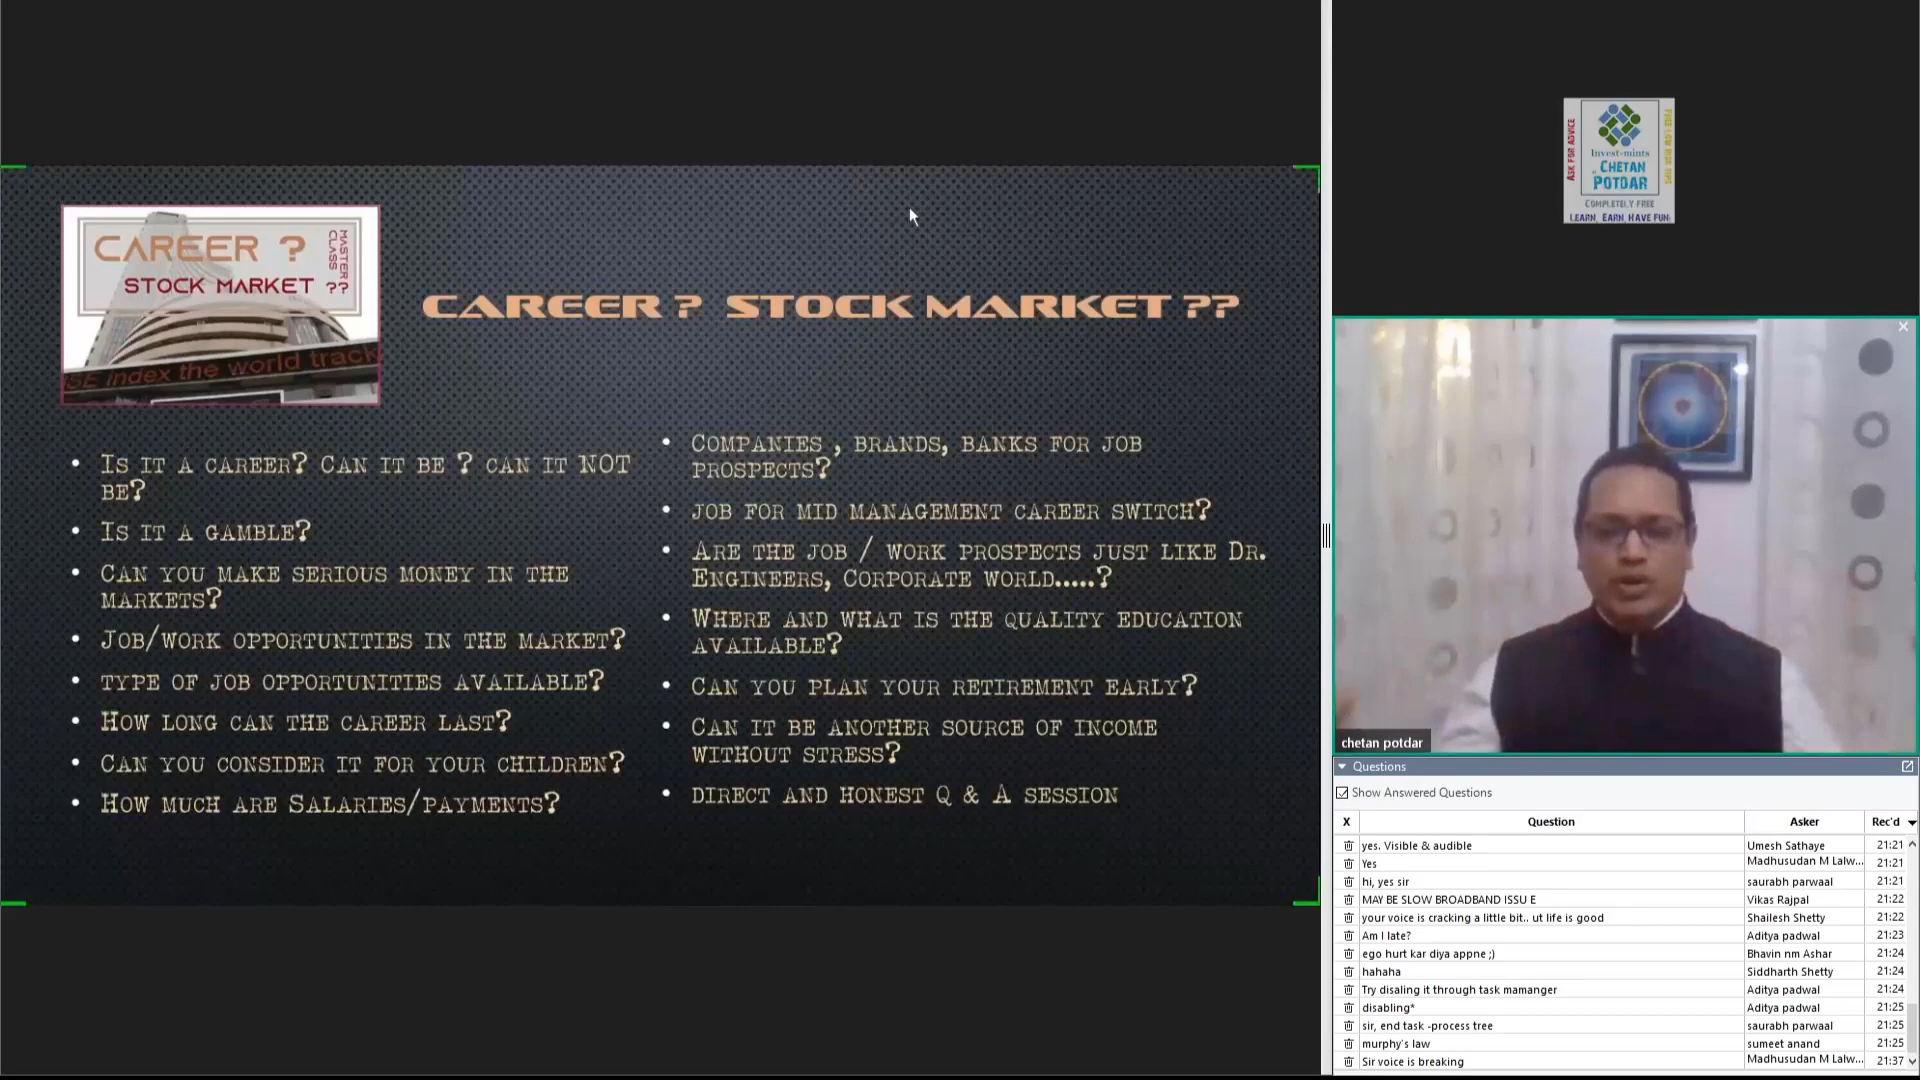 CAREER ?
STOCK MARKET ??
MASTER
CLASS
SE index the world track
CAREER ? STOCK MARKET ??
• Is it a career? Can it be ? can it NOT
be?
• Is it a gamble?
• Can you make serious money in the
markets?
• Job/work opportunities in the market?
• type of job opportunities available?
• How long can the career last?
• Can you consider it for your children?
• How much are Salaries/payments?
• Companies , brands, banks for job
prospects?
• job for mid management career switch?
• Are the job / work prospects just like Dr.
Engineers, Corporate world.....?
• Where and what is the quality education
available?
• can you plan your retirement early?
• Can it be another source of income
without stress?
• direct and honest Q & A session
ASK FOR ADVICE
Invest-mints
CHETAN
POTDAR
COMPLETELY FREE
LEARN, EARN, HAVE FUN
chetan potdar
Questions
Show Answered Questions
X Question Asker Rec'd
yes. Visible & audible Umesh Sathaye 21:21
Yes Madhusudan M Lalw... 21:21
hi, yes sir saurabh parwaal 21:21
MAY BE SLOW BROADBAND ISSU E Vikas Rajpal 21:22
your voice is cracking a little bit.. ut life is good Shailesh Shetty 21:22
Am I late? Aditya padwal 21:23
ego hurt kar diya appne ;) Bhavin nm Ashar 21:24
hahaha Siddharth Shetty 21:24
Try disaling it through task mamanger Aditya padwal 21:24
disabling* Aditya padwal 21:25
sir, end task -process tree saurabh parwaal 21:25
murphy's law sumeet anand 21:25
Sir voice is breaking Madhusudan M Lalw... 21:37